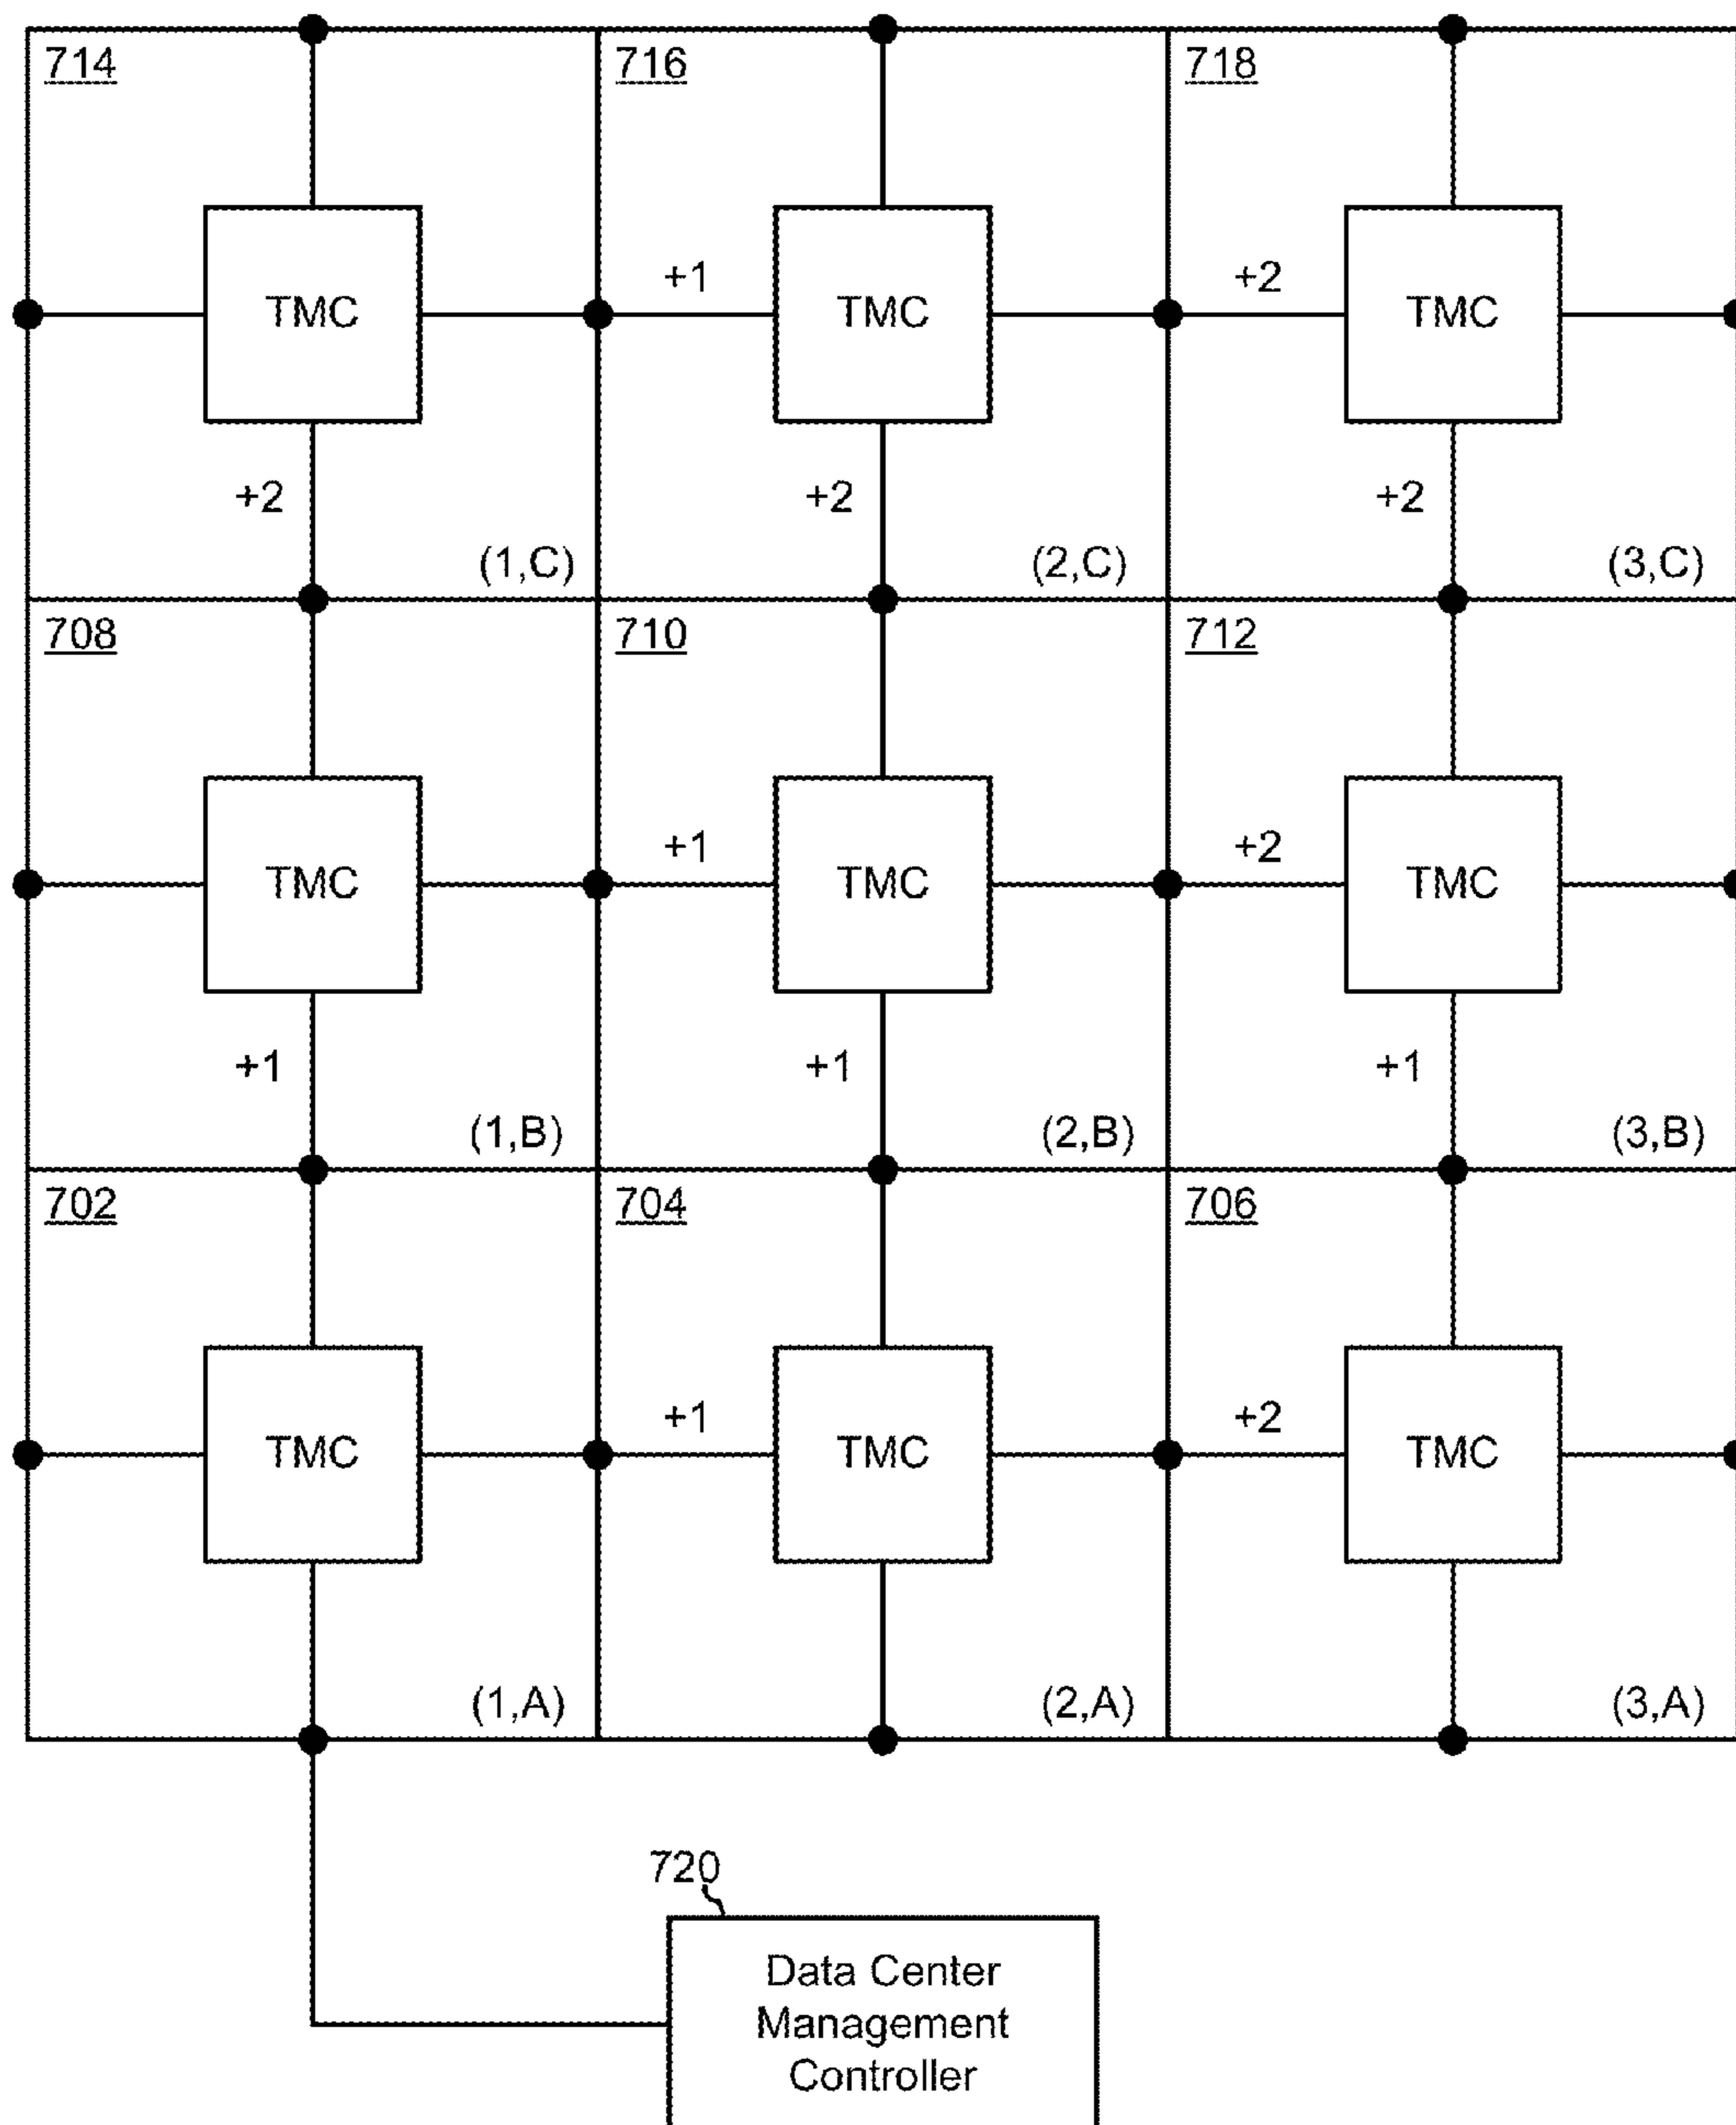 714 716 718
TMC +1 TMC +2 TMC
+2 +2 +2
(1,C) (2,C) (3,C)
708 710 712
TMC +1 TMC +2 TMC
+1 +1 +1
(1,B) (2,B) (3,B)
702 704 706
TMC +1 TMC +2 TMC
(1,A) (2,A) (3,A)
720
Data Center
Management
Controller